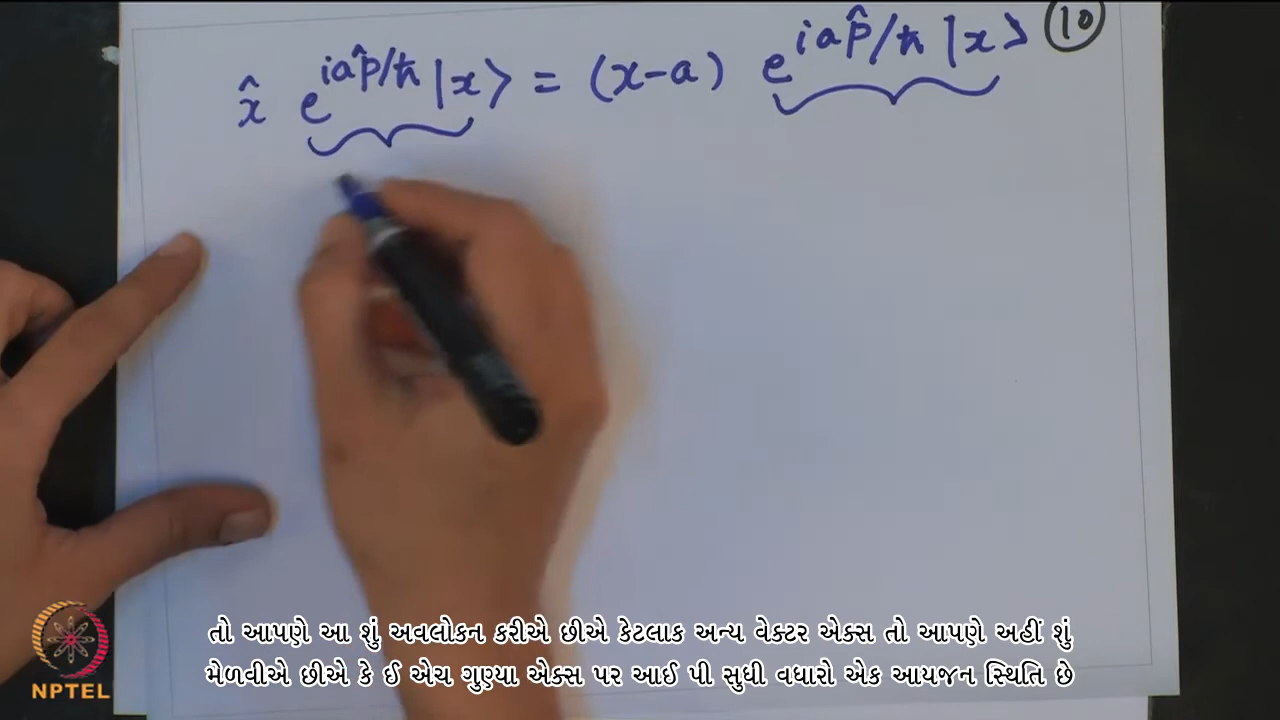 x̂ e^{iap̂/ħ} |x⟩ = (x-a) e^{iap̂/ħ} |x⟩ ⑩
તો આપણે આ શું અવલોકન કરીએ છીએ કેટલાક અન્ય વેક્ટર એક્સ તો આપણે અહીં શું
મેળવીએ છીએ કે ઈ એચ ગુણ્યા એક્સ પર આઈ પી સુધી વધારો એક આયજન સ્થિતિ છે
NPTEL